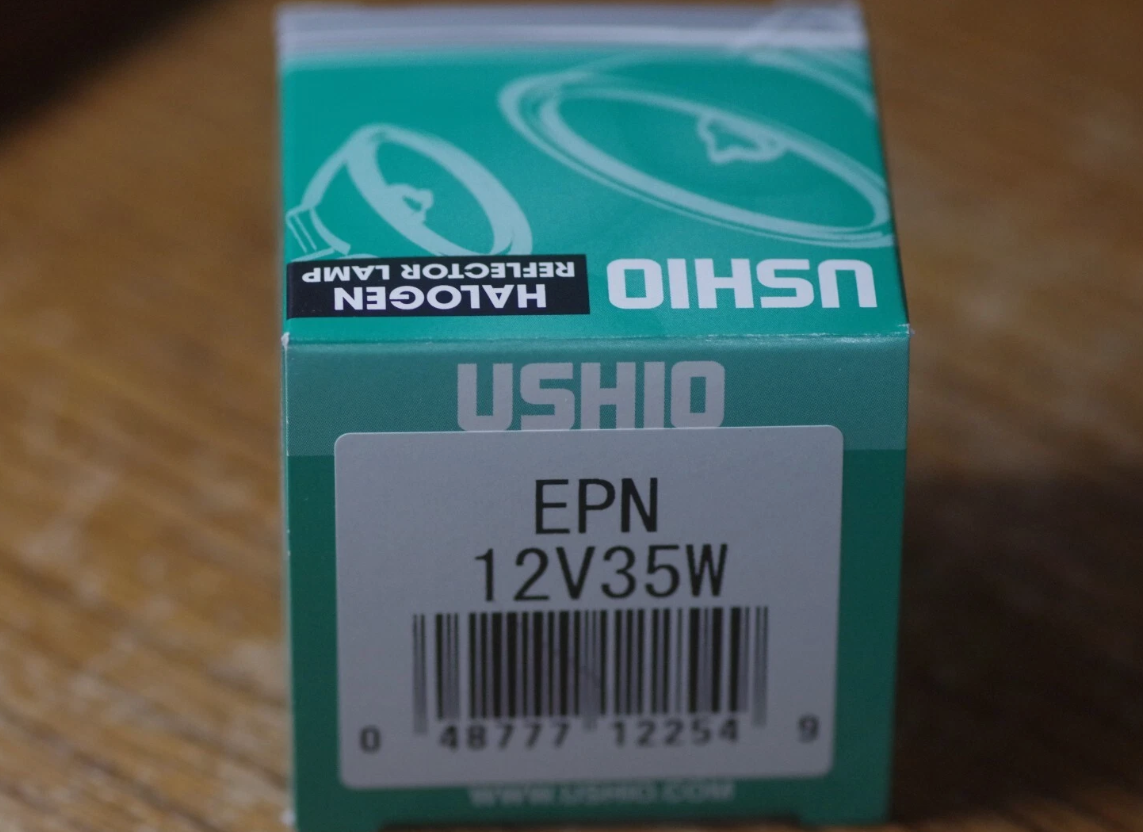 USHIO
HALOGEN
REFLECTOR LAMP
USHIO
EPN
12V35W
0 48777 12254 9
WWW.USHIO.COM